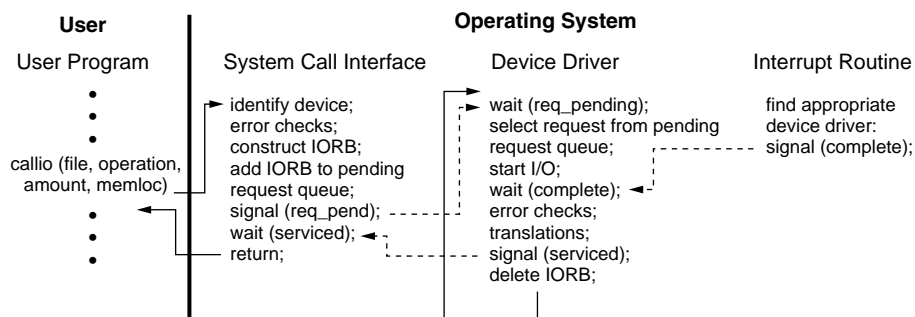 User
Operating System
User Program
System Call Interface
Device Driver
Interrupt Routine
callio (file, operation,
amount, memloc)
identify device;
error checks;
construct IORB;
add IORB to pending
request queue;
signal (req_pend);
wait (serviced);
return;
wait (req_pending);
select request from pending
request queue;
start I/O;
wait (complete);
error checks;
translations;
signal (serviced);
delete IORB;
find appropriate
device driver:
signal (complete);